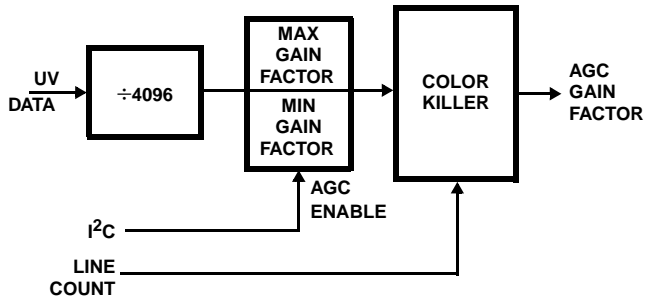 UV
DATA
÷4096
MAX
GAIN
FACTOR
MIN
GAIN
FACTOR
COLOR
KILLER
AGC
GAIN
FACTOR
AGC
ENABLE
I²C
LINE
COUNT